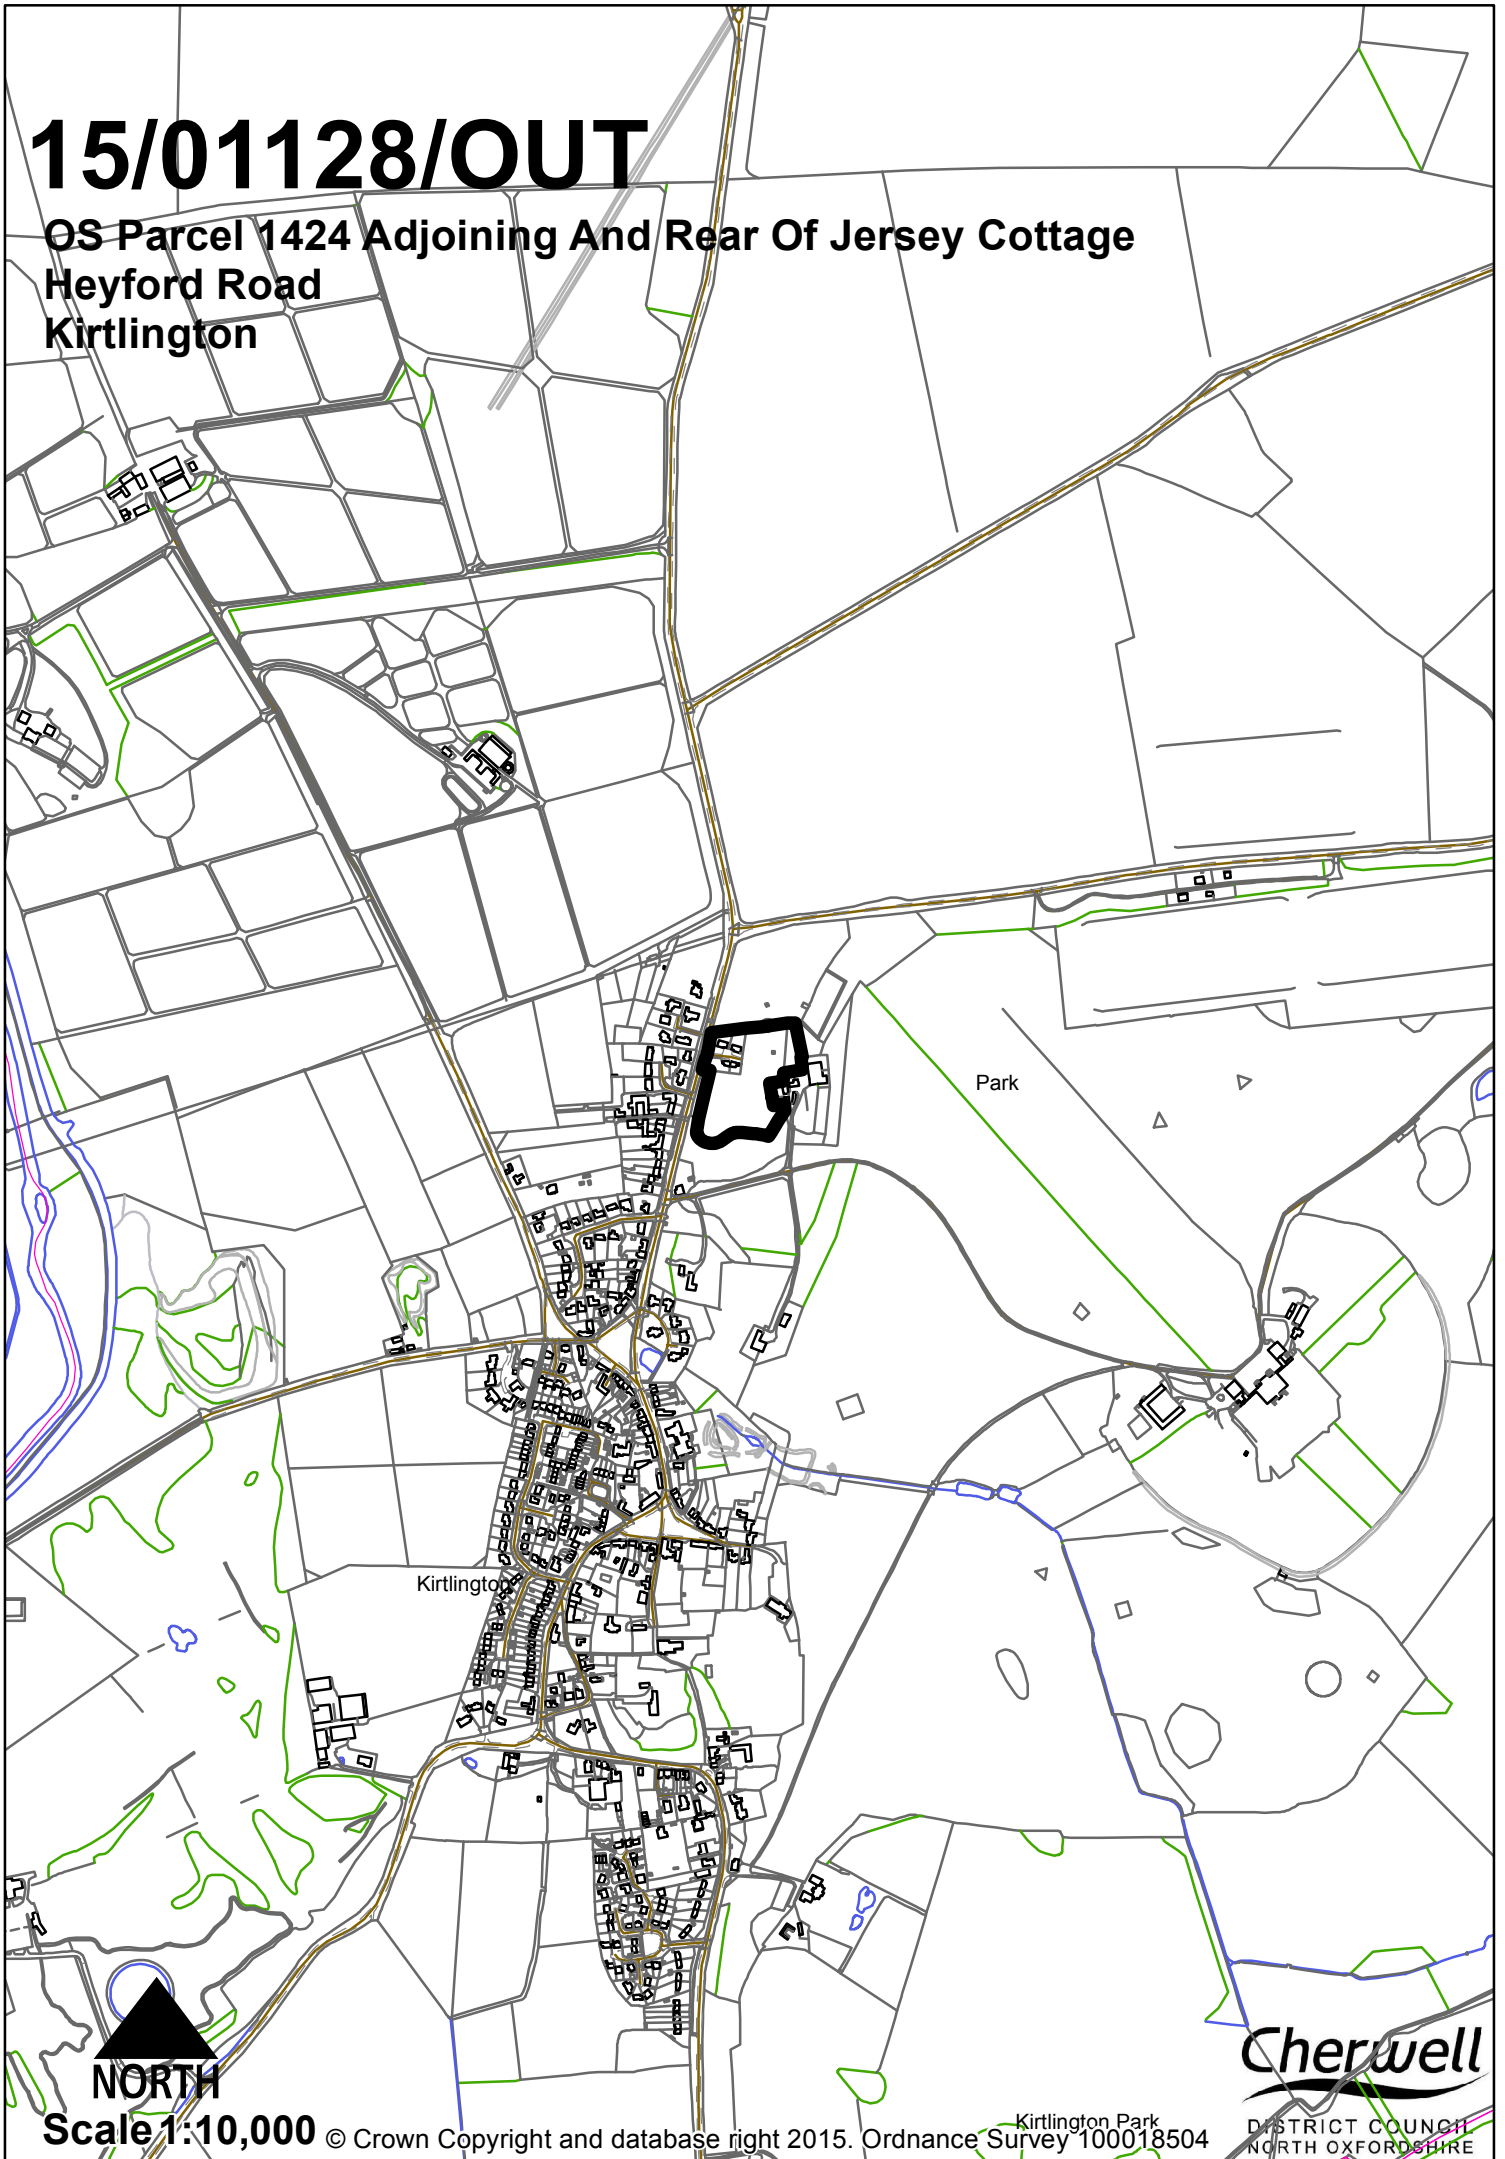 15/01128/OUT
OS Parcel 1424 Adjoining And Rear Of Jersey Cottage
Heyford Road
Kirtlington
Park
Kirtlington
NORTH
Scale 1:10,000
© Crown Copyright and database right 2015. Ordnance Survey 100018504
Kirtlington Park
Cherwell
DISTRICT COUNCIL
NORTH OXFORDSHIRE